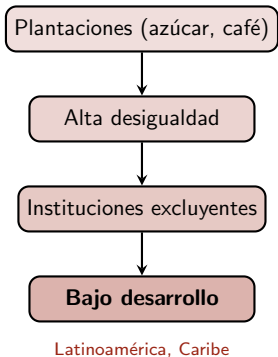 Plantaciones (azúcar, café)
Alta desigualdad
Instituciones excluyentes
Bajo desarrollo
Latinoamérica, Caribe